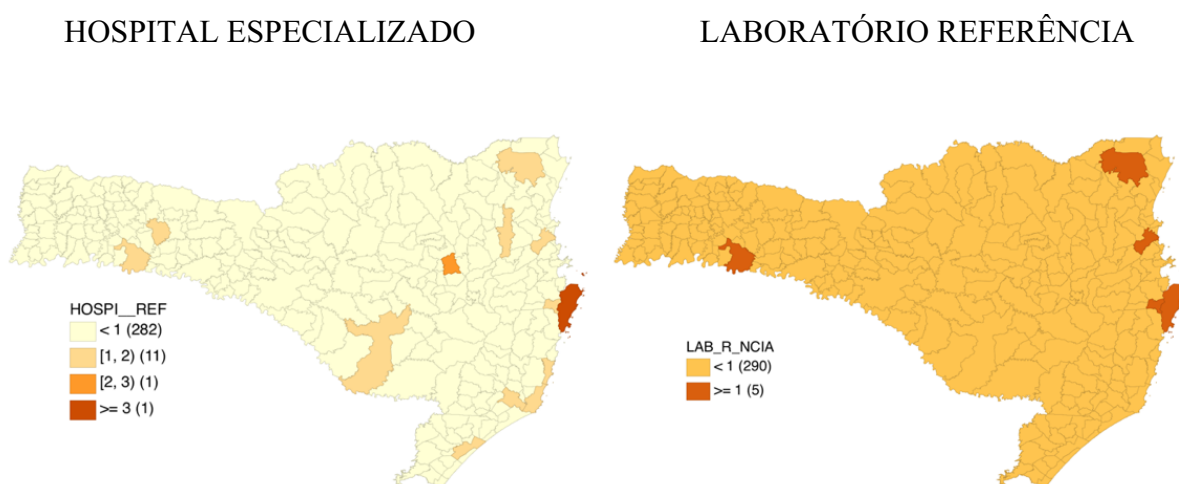 HOSPITAL ESPECIALIZADO
LABORATÓRIO REFERÊNCIA
HOSPI__REF
< 1 (282)
[1, 2) (11)
[2, 3) (1)
>= 3 (1)
LAB_R_NCIA
< 1 (290)
>= 1 (5)